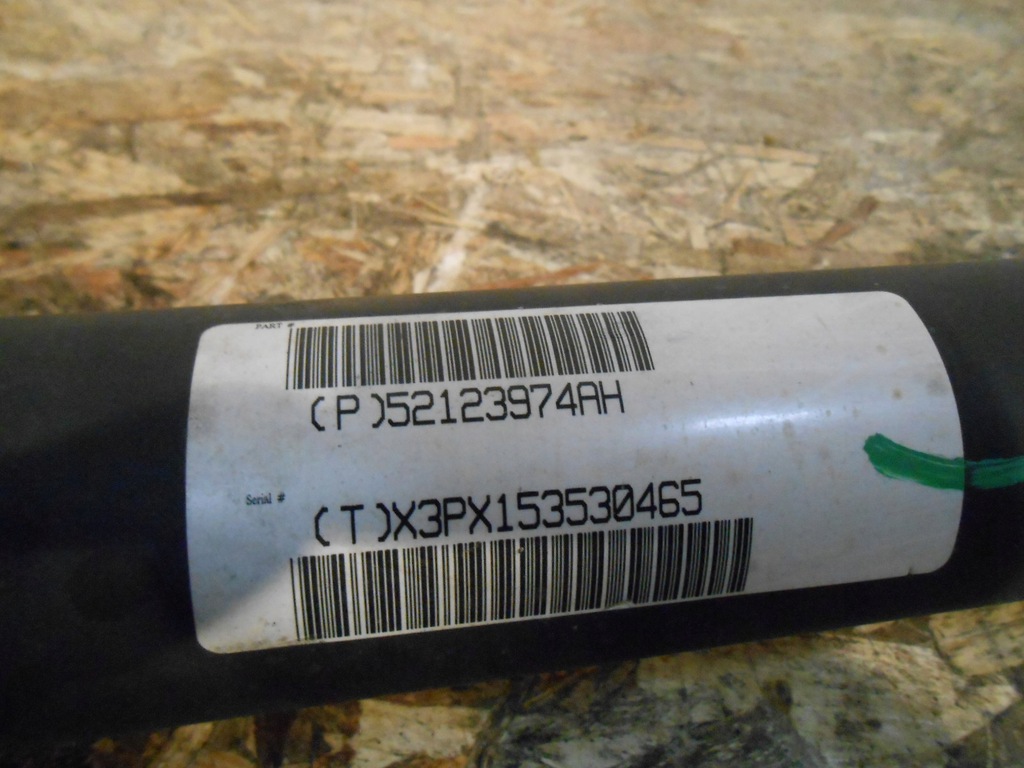 PART #
(P)52123974AH
Serial #
(T)X3PX153530465